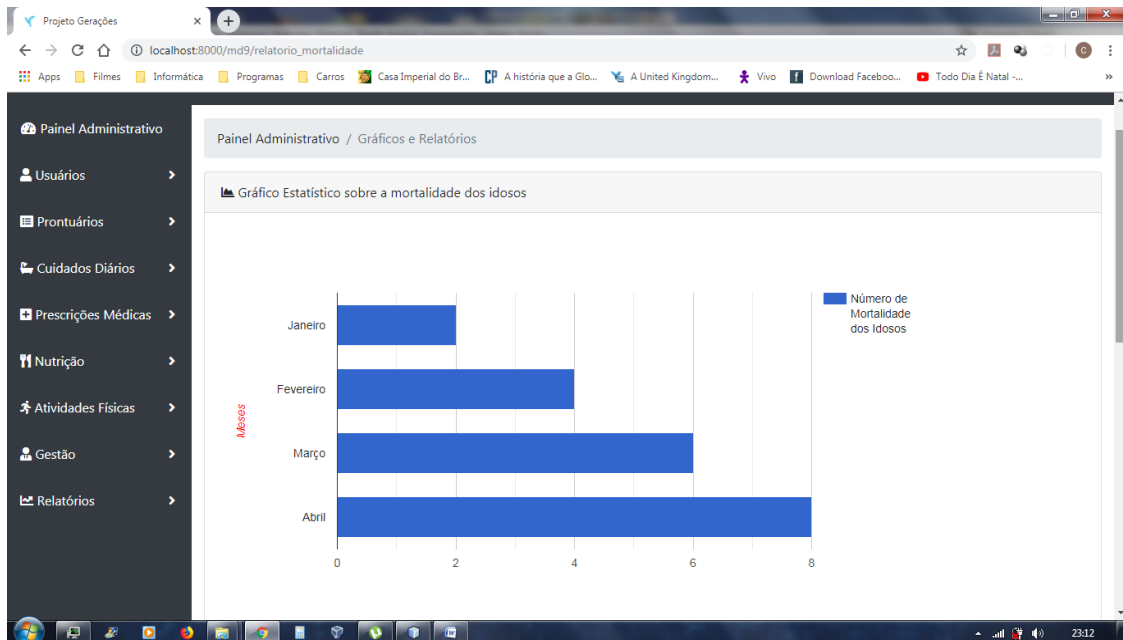 Projeto Gerações
localhost:8000/md9/relatorio_mortalidade
Apps Filmes Informática Programas Carros Casa Imperial do Br... A história que a Glo... A United Kingdom... Vivo Download Faceboo... Todo Dia É Natal -... »
Painel Administrativo
Usuários
Prontuários
Cuidados Diários
Prescrições Médicas
Nutrição
Atividades Físicas
Gestão
Relatórios
Painel Administrativo / Gráficos e Relatórios
Gráfico Estatístico sobre a mortalidade dos idosos
Meses
Janeiro
Fevereiro
Março
Abril
0 2 4 6 8
Número de
Mortalidade
dos Idosos
23:12